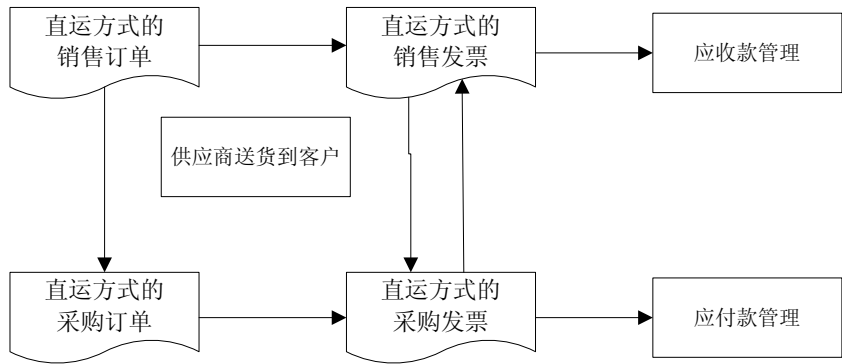 直运方式的
销售订单
直运方式的
销售发票
应收款管理
供应商送货到客户
直运方式的
采购订单
直运方式的
采购发票
应付款管理